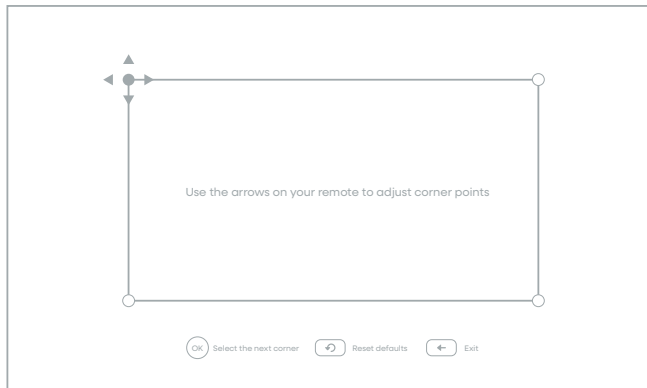 Use the arrows on your remote to adjust corner points
OK Select the next corner Reset defaults Exit